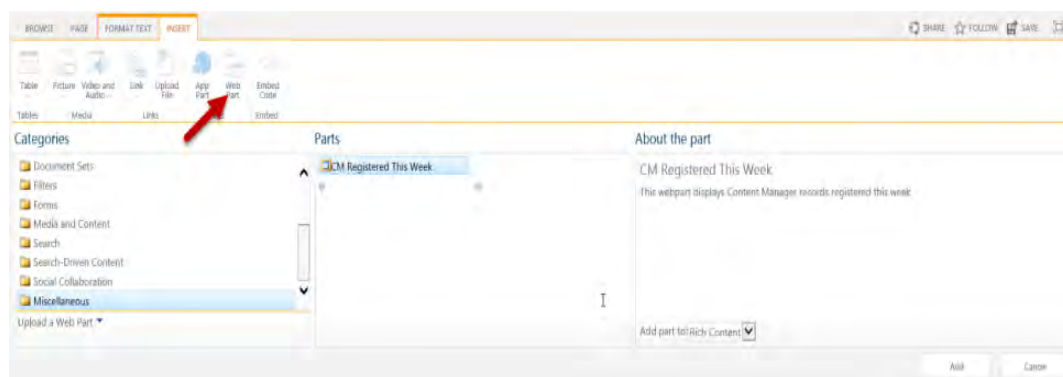 BROWSE PAGE FORMAT TEXT INSERT
SHARE FOLLOW SAVE
Table Picture Video and Audio Link Upload File App Part Web Part Embed Code
Tables Media Links Embed
Categories
Document Sets
Filters
Forms
Media and Content
Search
Search-Driven Content
Social Collaboration
Miscellaneous
Upload a Web Part
Parts
CM Registered This Week
About the part
CM Registered This Week
This webpart displays Content Manager records registered this week
Add part to: Rich Content
Add Cancel